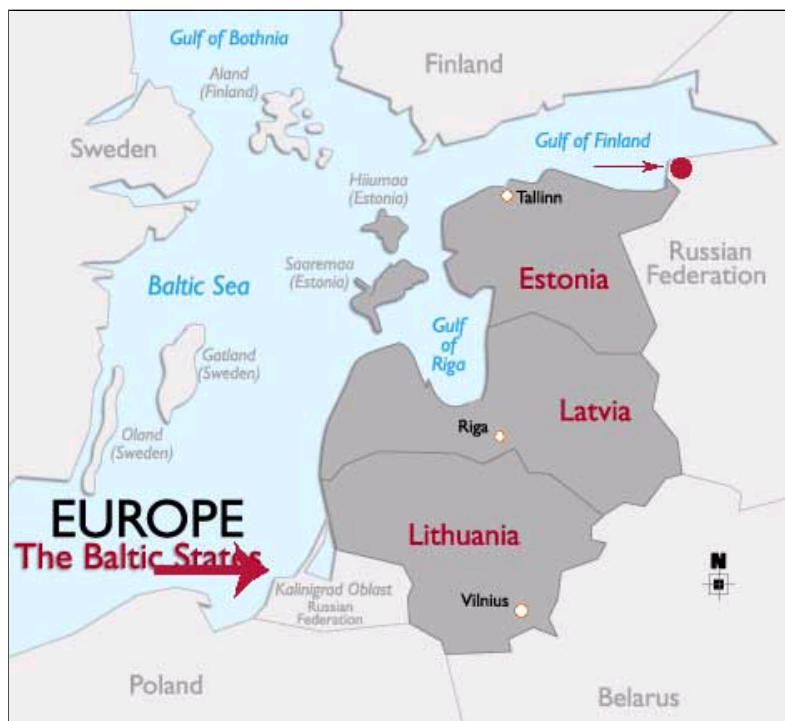 Gulf of Bothnia
Finland
Aland
(Finland)
Sweden
Gulf of Finland
Hiiumaa
(Estonia)
Tallinn
Russian
Federation
Saaremaa
(Estonia)
Estonia
Baltic Sea
Gulf
of
Riga
Gatland
(Sweden)
Latvia
Riga
Oland
(Sweden)
EUROPE
The Baltic States
Lithuania
N
Kalinigrad Oblast
Russian
Federation
Vilnius
Poland
Belarus